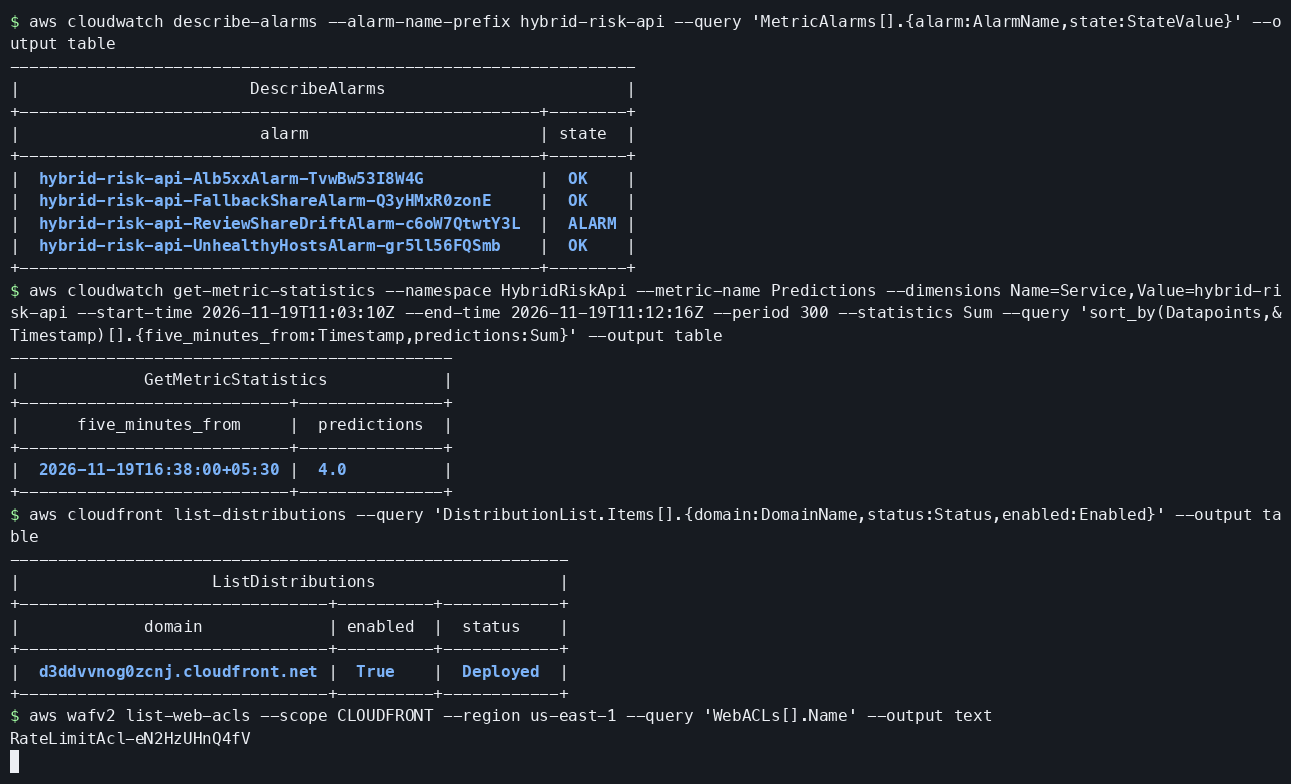 $ aws cloudwatch describe-alarms --alarm-name-prefix hybrid-risk-api --query 'MetricAlarms[].{alarm:AlarmName,state:StateValue}' --o
utput table
-----------------------------------------------------------------
|                        DescribeAlarms                         |
+------------------------------------------------------+--------+
|                         alarm                        | state  |
+------------------------------------------------------+--------+
|  hybrid-risk-api-Alb5xxAlarm-TvwBw53I8W4G            |  OK    |
|  hybrid-risk-api-FallbackShareAlarm-Q3yHMxR0zonE     |  OK    |
|  hybrid-risk-api-ReviewShareDriftAlarm-c6oW7QtwtY3L  |  ALARM |
|  hybrid-risk-api-UnhealthyHostsAlarm-gr5ll56FQSmb    |  OK    |
+------------------------------------------------------+--------+
$ aws cloudwatch get-metric-statistics --namespace HybridRiskApi --metric-name Predictions --dimensions Name=Service,Value=hybrid-ri
sk-api --start-time 2026-11-19T11:03:10Z --end-time 2026-11-19T11:12:16Z --period 300 --statistics Sum --query 'sort_by(Datapoints,&
Timestamp)[].{five_minutes_from:Timestamp,predictions:Sum}' --output table
----------------------------------------------
|             GetMetricStatistics            |
+----------------------------+---------------+
|      five_minutes_from     |  predictions  |
+----------------------------+---------------+
|  2026-11-19T16:38:00+05:30 |  4.0          |
+----------------------------+---------------+
$ aws cloudfront list-distributions --query 'DistributionList.Items[].{domain:DomainName,status:Status,enabled:Enabled}' --output ta
ble
----------------------------------------------------------
|                    ListDistributions                   |
+--------------------------------+----------+------------+
|             domain             | enabled  |  status    |
+--------------------------------+----------+------------+
|  d3ddvvnog0zcnj.cloudfront.net |  True    |  Deployed  |
+--------------------------------+----------+------------+
$ aws wafv2 list-web-acls --scope CLOUDFRONT --region us-east-1 --query 'WebACLs[].Name' --output text
RateLimitAcl-eN2HzUHnQ4fV